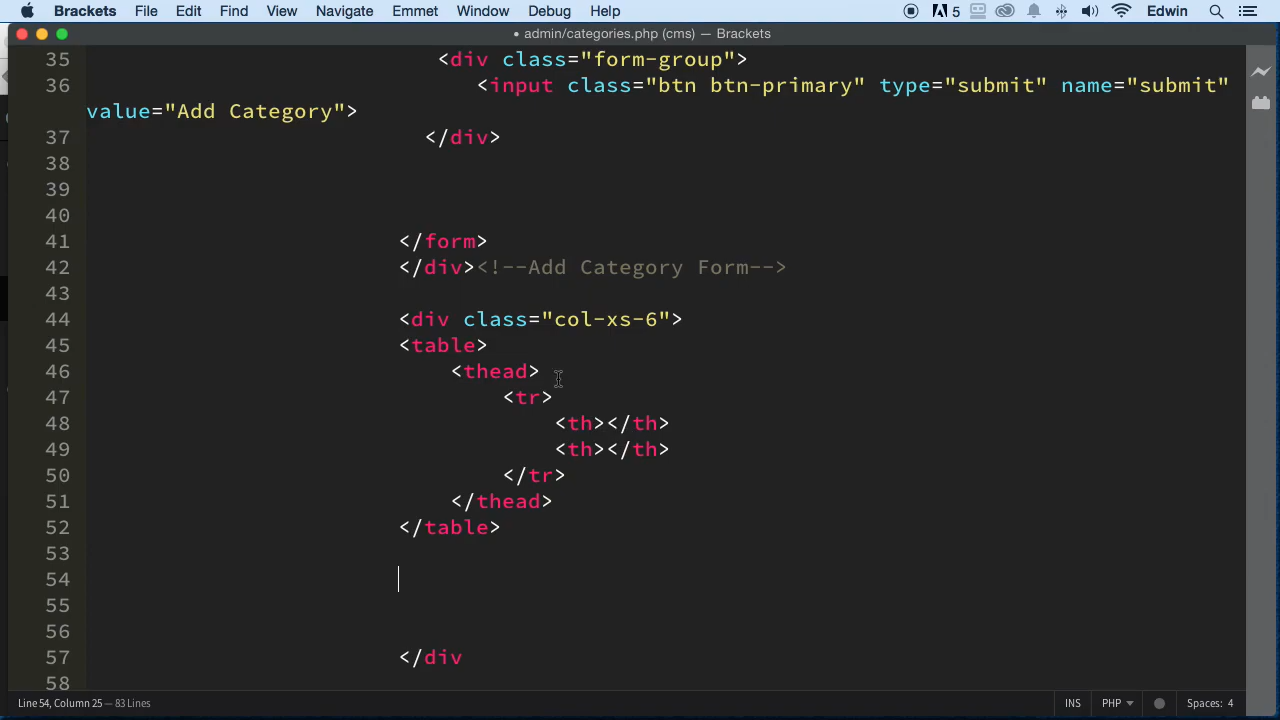 Brackets File Edit Find View Navigate Emmet Window Debug Help 5 Edwin
• admin/categories.php (cms) — Brackets
35 <div class="form-group">
36 <input class="btn btn-primary" type="submit" name="submit"
value="Add Category">
37 </div>
38
39
40
41 </form>
42 </div><!--Add Category Form-->
43
44 <div class="col-xs-6">
45 <table>
46 <thead>
47 <tr>
48 <th></th>
49 <th></th>
50 </tr>
51 </thead>
52 </table>
53
54
55
56
57 </div
58
Line 54, Column 25 — 83 Lines INS PHP Spaces: 4